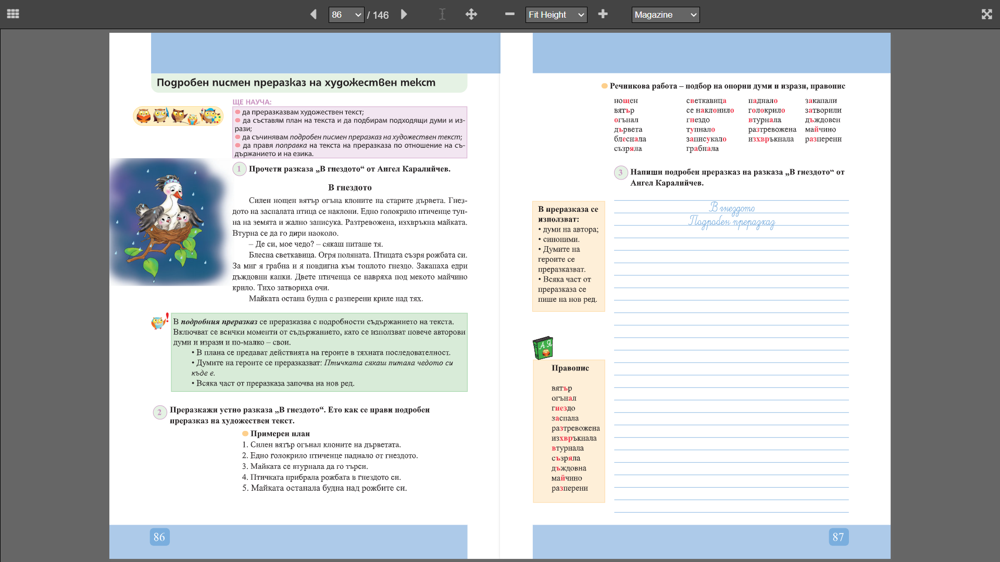 86 / 146 Fit Height Magazine
Подробен писмен преразказ на художествен текст
ЩЕ НАУЧА:
да преразказвам художествен текст;
да съставям план на текста и да подбирам подходящи думи и из-
рази;
да съчинявам подробен писмен преразказ на художествен текст;
да правя поправка на текста на преразказа по отношение на съ-
държанието и на езика.
1 Прочети разказа „В гнездото“ от Ангел Каралийчев.
В гнездото
Силен нощен вятър огъна клоните на старите дървета. Гнез-
дото на заспалата птица се наклони. Едно голокрило птиченце туп-
на на земята и жално записука. Разтревожена, изхвръкна майката.
Втурна се да го дири наоколо.
– Де си, мое чедо? – сякаш питаше тя.
Блесна светкавица. Огря поляната. Птицата съзря рожбата си.
За миг я грабна и я повдигна към топлото гнездо. Закапаха едри
дъждовни капки. Двете птиченца се навряха под мекото майчино
крило. Тихо затвориха очи.
Майката остана будна с разперени криле над тях.
В подробния преразказ се преразказва с подробности съдържанието на текста.
Включват се всички моменти от съдържанието, като се използват повече авторови
думи и изрази и по-малко – свои.
• В плана се предават действията на героите в тяхната последователност.
• Думите на героите се преразказват: Птичката сякаш питала чедото си
къде е.
• Всяка част от преразказа започва на нов ред.
2 Преразкажи устно разказа „В гнездото“. Ето как се прави подробен
преразказ на художествен текст.
Примерен план
1. Силен вятър огънал клоните на дърветата.
2. Едно голокрило птиченце паднало от гнездото.
3. Майката се втурнала да го търси.
4. Птичката прибрала рожбата в гнездото си.
5. Майката останала будна над рожбите си.
86
Речникова работа – подбор на опорни думи и изрази, правопис
нощен светкавица паднало закапали
вятър се наклонило голокрило затворили
огънал гнездо втурнала дъждовен
дървета тупнало разтревожена майчино
блеснала записукало изхвръкнала разперени
съзряла грабнала
3 Напиши подробен преразказ на разказа „В гнездото“ от
Ангел Каралийчев.
В гнездото
Подробен преразказ
В преразказа се
използват:
• думи на автора;
• синоними.
• Думите на
героите се
преразказват.
• Всяка част от
преразказа се
пише на нов ред.
А Я
Правопис
вятър
огънал
гнездо
заспала
разтревожена
изхвръкнала
втурнала
съзряла
дъждовна
майчино
разперени
87